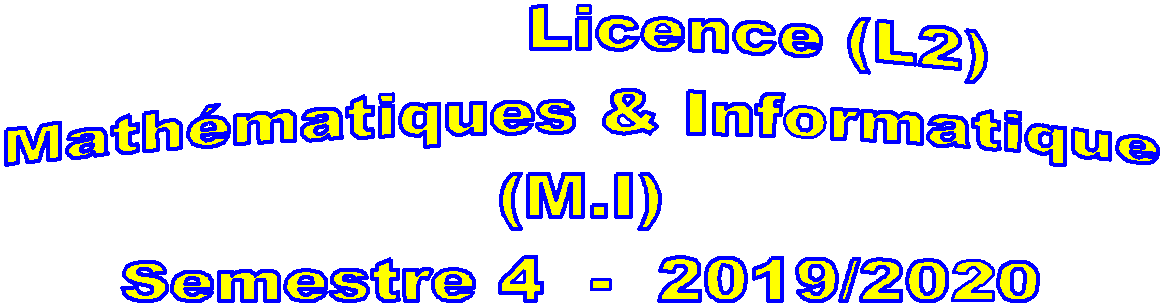 Licence (L2)
Mathématiques & Informatique
(M.I)
Semestre 4 - 2019/2020